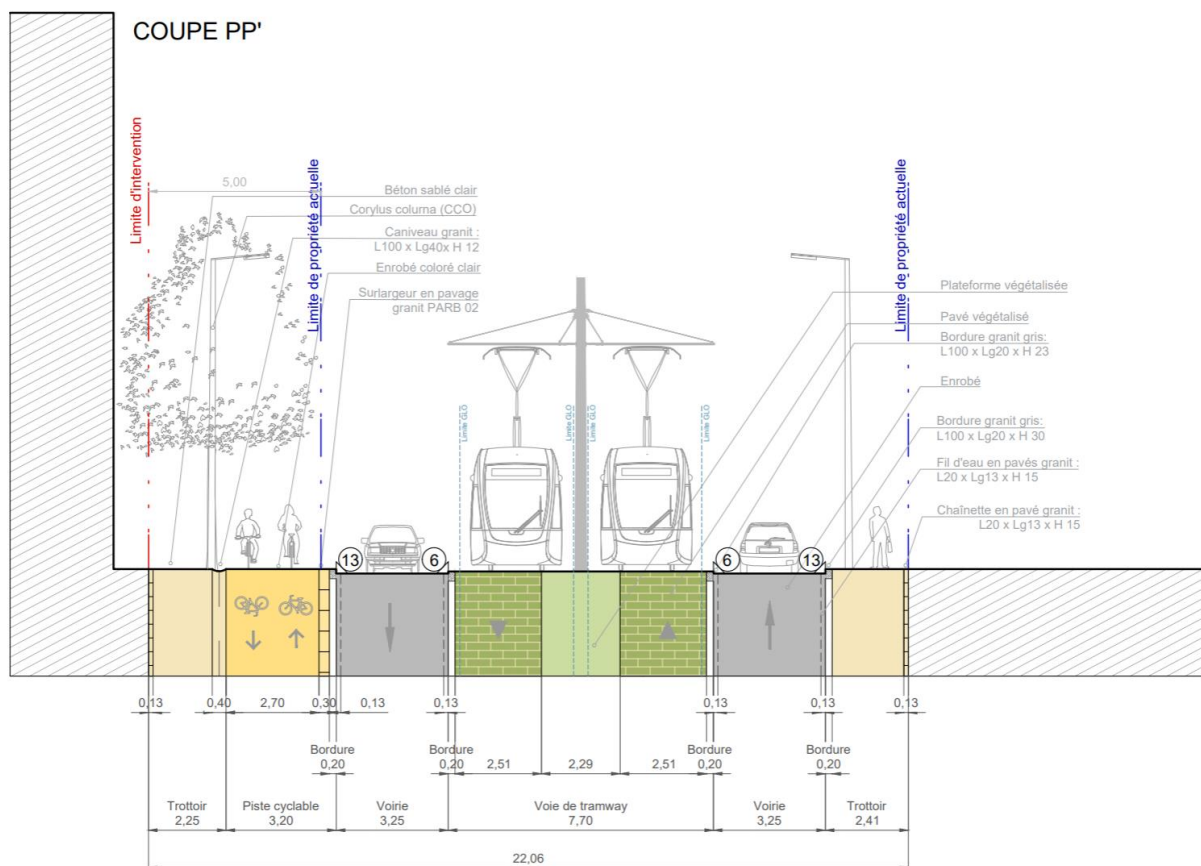 COUPE PP'
Limite d'intervention
5,00
Limite de propriété actuelle
Béton sablé clair
Corylus columa (CCO)
Caniveau granit :
L100 x Lg40x H 12
Enrobé coloré clair
Surlargeur en pavage
granit PARB 02
Limite GLO
Limite GLO
Limite GLO
Limite GLO
Limite de propriété actuelle
Plateforme végétalisée
Pavé végétalisé
Bordure granit gris:
L100 x Lg20 x H 23
Enrobé
Bordure granit gris:
L100 x Lg20 x H 30
Fil d'eau en pavés granit :
L20 x Lg13 x H 15
Chaînette en pavé granit :
L20 x Lg13 x H 15
13 6 6 13
0,13 0,40 2,70 0,30 0,13 0,13 0,13 0,13 0,13
Bordure Bordure Bordure Bordure
0,20 0,20 2,51 2,29 2,51 0,20 0,20
Trottoir Piste cyclable Voirie Voie de tramway Voirie Trottoir
2,25 3,20 3,25 7,70 3,25 2,41
22,06